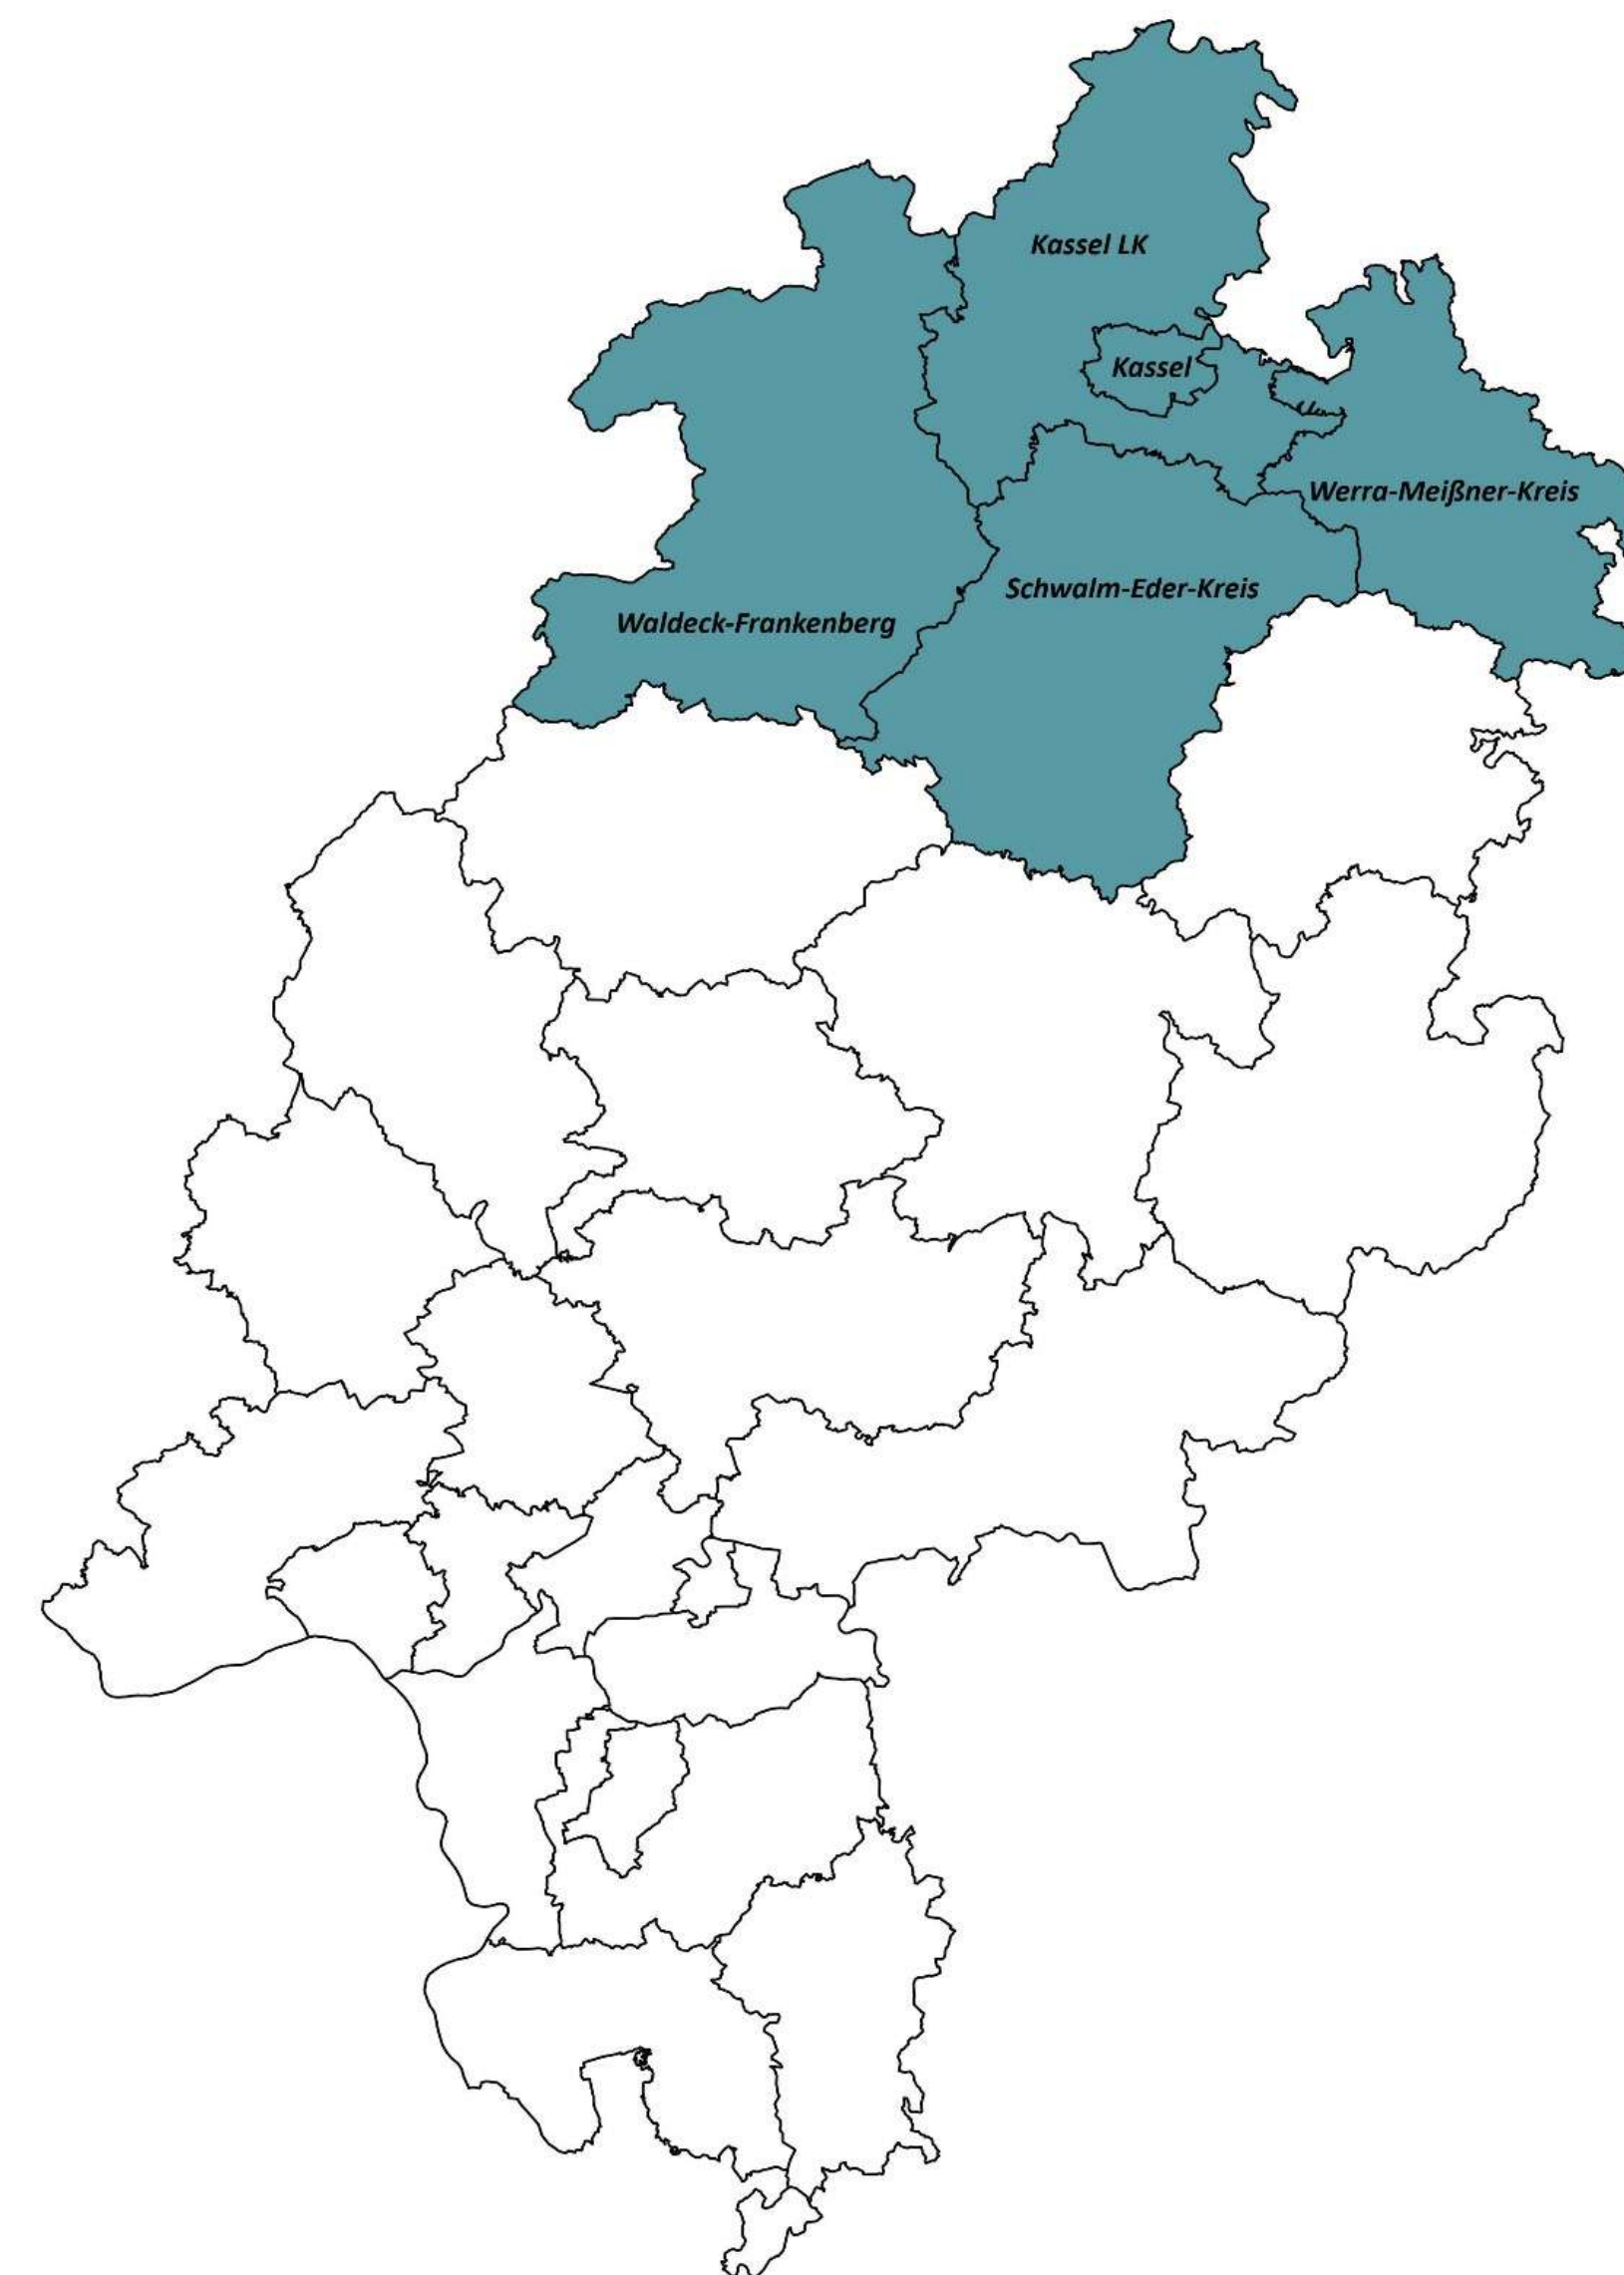 Kassel LK
Kassel
Werra-Meißner-Kreis
Schwalm-Eder-Kreis
Waldeck-Frankenberg